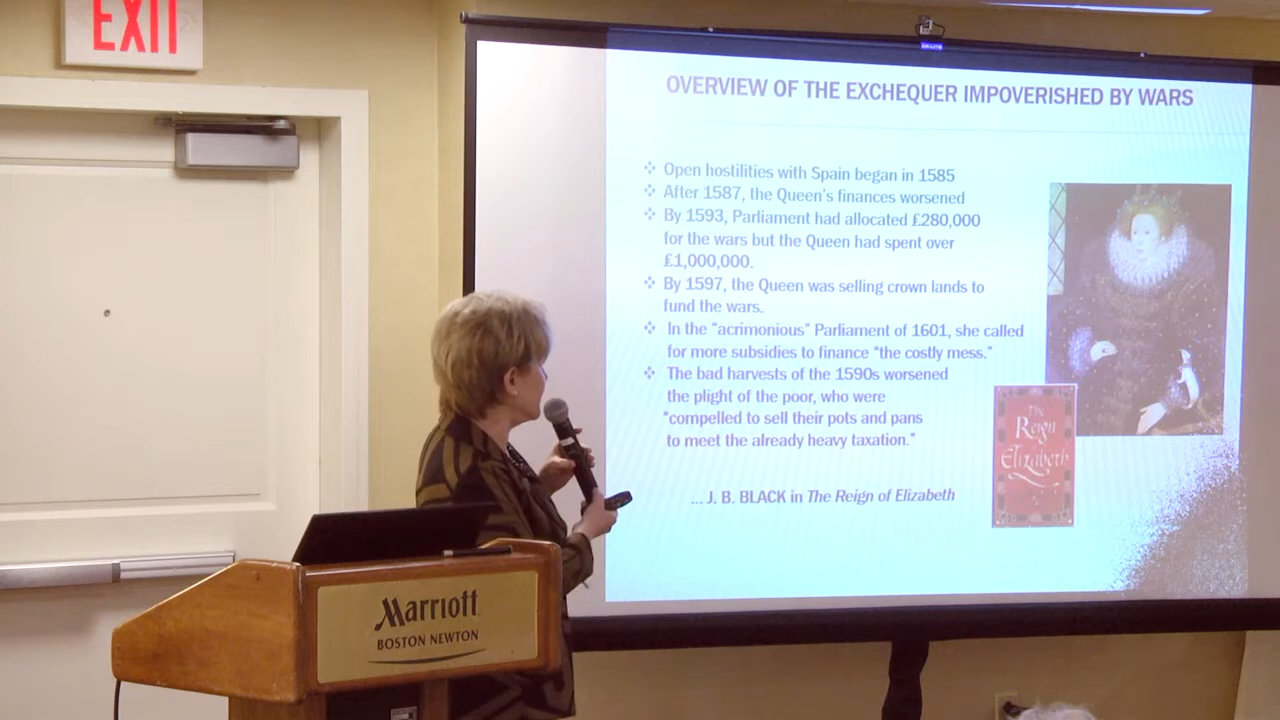 EXIT
OVERVIEW OF THE EXCHEQUER IMPOVERISHED BY WARS
Open hostilities with Spain began in 1585
After 1587, the Queen's finances worsened
By 1593, Parliament had allocated £280,000
for the wars but the Queen had spent over
£1,000,000.
By 1597, the Queen was selling crown lands to
fund the wars.
In the "acrimonious" Parliament of 1601, she called
for more subsidies to finance "the costly mess."
The bad harvests of the 1590s worsened
the plight of the poor, who were
"compelled to sell their pots and pans
to meet the already heavy taxation."
... J. B. BLACK in The Reign of Elizabeth
The
Reign
Elizabeth
Marriott
BOSTON NEWTON
DA-LITE